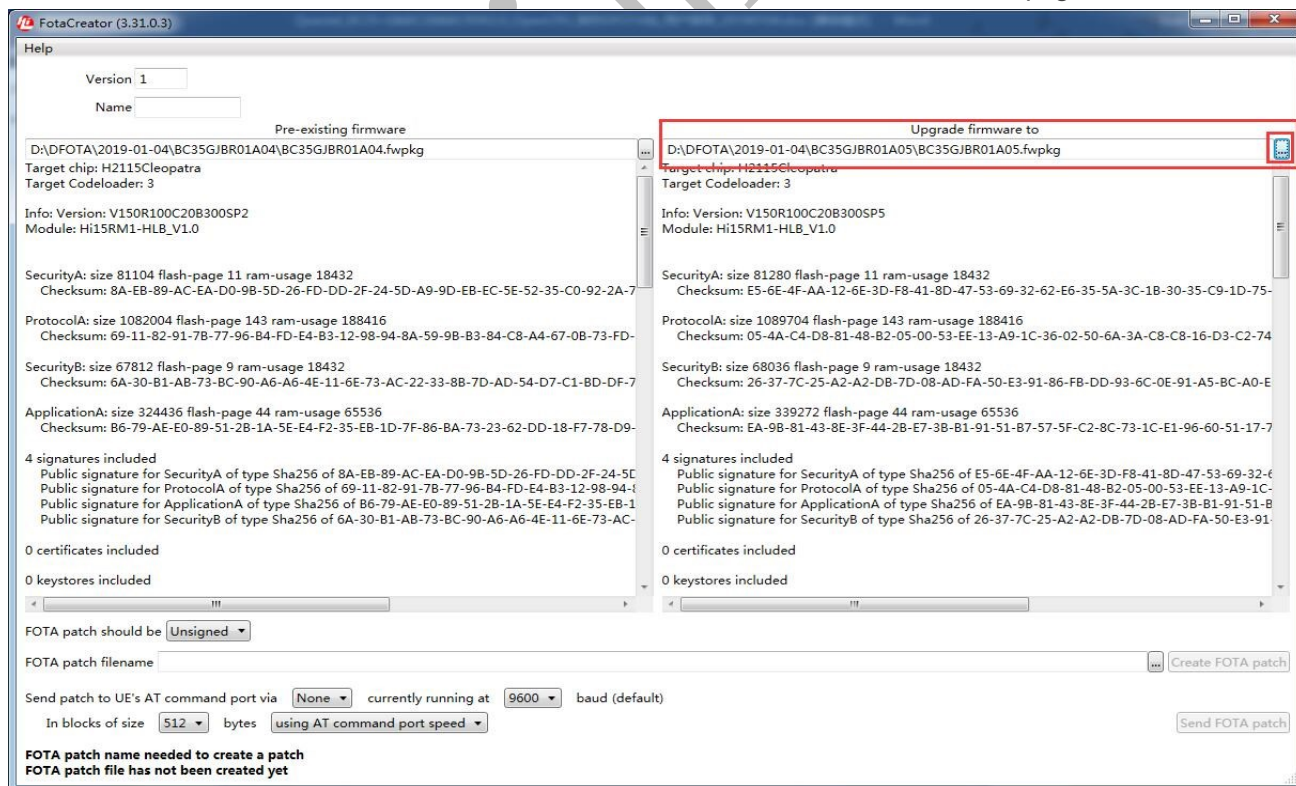 FotaCreator (3.31.0.3)
Help
Version 1
Name
Pre-existing firmware
D:\DFOTA\2019-01-04\BC35GJBR01A04\BC35GJBR01A04.fwpkg ...
Target chip: H2115Cleopatra
Target Codeloader: 3
Info: Version: V150R100C20B300SP2
Module: Hi15RM1-HLB_V1.0
SecurityA: size 81104 flash-page 11 ram-usage 18432
Checksum: 8A-EB-89-AC-EA-D0-9B-5D-26-FD-DD-2F-24-5D-A9-9D-EB-EC-5E-52-35-C0-92-2A-7
ProtocolA: size 1082004 flash-page 143 ram-usage 188416
Checksum: 69-11-82-91-7B-77-96-B4-FD-E4-B3-12-98-94-8A-59-9B-B3-84-C8-A4-67-0B-73-FD-
SecurityB: size 67812 flash-page 9 ram-usage 18432
Checksum: 6A-30-B1-AB-73-BC-90-A6-A6-4E-11-6E-73-AC-22-33-8B-7D-AD-54-D7-C1-BD-DF-7
ApplicationA: size 324436 flash-page 44 ram-usage 65536
Checksum: B6-79-AE-E0-89-51-2B-1A-5E-E4-F2-35-EB-1D-7F-86-BA-73-23-62-DD-18-F7-78-D9-
4 signatures included
Public signature for SecurityA of type Sha256 of 8A-EB-89-AC-EA-D0-9B-5D-26-FD-DD-2F-24-5D
Public signature for ProtocolA of type Sha256 of 69-11-82-91-7B-77-96-B4-FD-E4-B3-12-98-94-8
Public signature for ApplicationA of type Sha256 of B6-79-AE-E0-89-51-2B-1A-5E-E4-F2-35-EB-1
Public signature for SecurityB of type Sha256 of 6A-30-B1-AB-73-BC-90-A6-A6-4E-11-6E-73-AC-
0 certificates included
0 keystores included
Upgrade firmware to
D:\DFOTA\2019-01-04\BC35GJBR01A05\BC35GJBR01A05.fwpkg ...
Target chip: H2115Cleopatra
Target Codeloader: 3
Info: Version: V150R100C20B300SP5
Module: Hi15RM1-HLB_V1.0
SecurityA: size 81280 flash-page 11 ram-usage 18432
Checksum: E5-6E-4F-AA-12-6E-3D-F8-41-8D-47-53-69-32-62-E6-35-5A-3C-1B-30-35-C9-1D-75-
ProtocolA: size 1089704 flash-page 143 ram-usage 188416
Checksum: 05-4A-C4-D8-81-48-B2-05-00-53-EE-13-A9-1C-36-02-50-6A-3A-C8-C8-16-D3-C2-74
SecurityB: size 68036 flash-page 9 ram-usage 18432
Checksum: 26-37-7C-25-A2-A2-DB-7D-08-AD-FA-50-E3-91-86-FB-DD-93-6C-0E-91-A5-BC-A0-E
ApplicationA: size 339272 flash-page 44 ram-usage 65536
Checksum: EA-9B-81-43-8E-3F-44-2B-E7-3B-B1-91-51-B7-57-5F-C2-8C-73-1C-E1-96-60-51-17-7
4 signatures included
Public signature for SecurityA of type Sha256 of E5-6E-4F-AA-12-6E-3D-F8-41-8D-47-53-69-32-6
Public signature for ProtocolA of type Sha256 of 05-4A-C4-D8-81-48-B2-05-00-53-EE-13-A9-1C-
Public signature for ApplicationA of type Sha256 of EA-9B-81-43-8E-3F-44-2B-E7-3B-B1-91-51-B
Public signature for SecurityB of type Sha256 of 26-37-7C-25-A2-A2-DB-7D-08-AD-FA-50-E3-91-
0 certificates included
0 keystores included
FOTA patch should be Unsigned
FOTA patch filename ... Create FOTA patch
Send patch to UE's AT command port via None currently running at 9600 baud (default)
In blocks of size 512 bytes using AT command port speed Send FOTA patch
FOTA patch name needed to create a patch
FOTA patch file has not been created yet